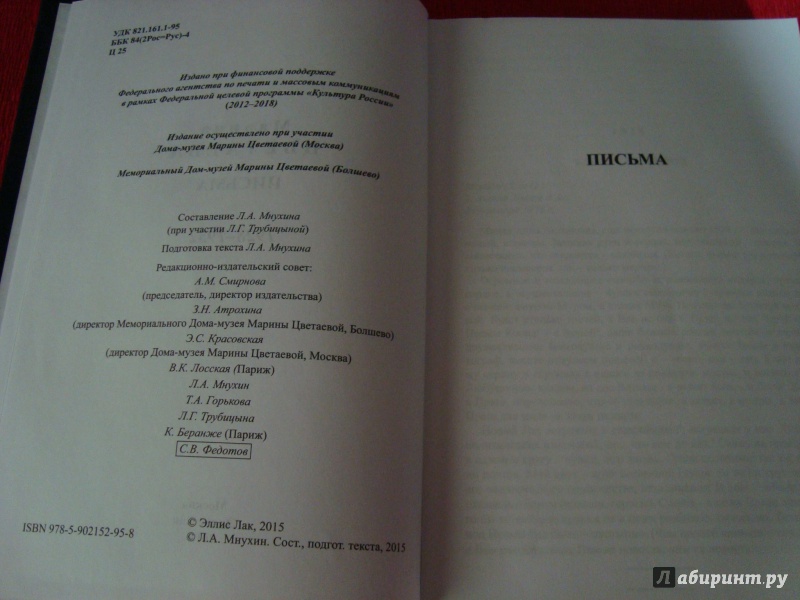 УДК 821.161.1-95
ББК 84(2Рос=Рус)-4
Ц 25
Издано при финансовой поддержке
Федерального агентства по печати и массовым коммуникациям
в рамках Федеральной целевой программы «Культура России»
(2012–2018)
Издание осуществлено при участии
Дома-музея Марины Цветаевой (Москва)
Мемориальный Дом-музей Марины Цветаевой (Болшево)
Составление Л.А. Мнухина
(при участии Л.Г. Трубицыной)
Подготовка текста Л.А. Мнухина
Редакционно-издательский совет:
А.М. Смирнова
(председатель, директор издательства)
З.Н. Атрохина
(директор Мемориального Дома-музея Марины Цветаевой, Болшево)
Э.С. Красовская
(директор Дома-музея Марины Цветаевой, Москва)
В.К. Лосская (Париж)
Л.А. Мнухин
Т.А. Горькова
Л.Г. Трубицына
К. Беранже (Париж)
С.В. Федотов
ISBN 978-5-902152-95-8
© Эллис Лак, 2015
© Л.А. Мнухин. Сост., подгот. текста, 2015
ПИСЬМА
Лабиринт.ру